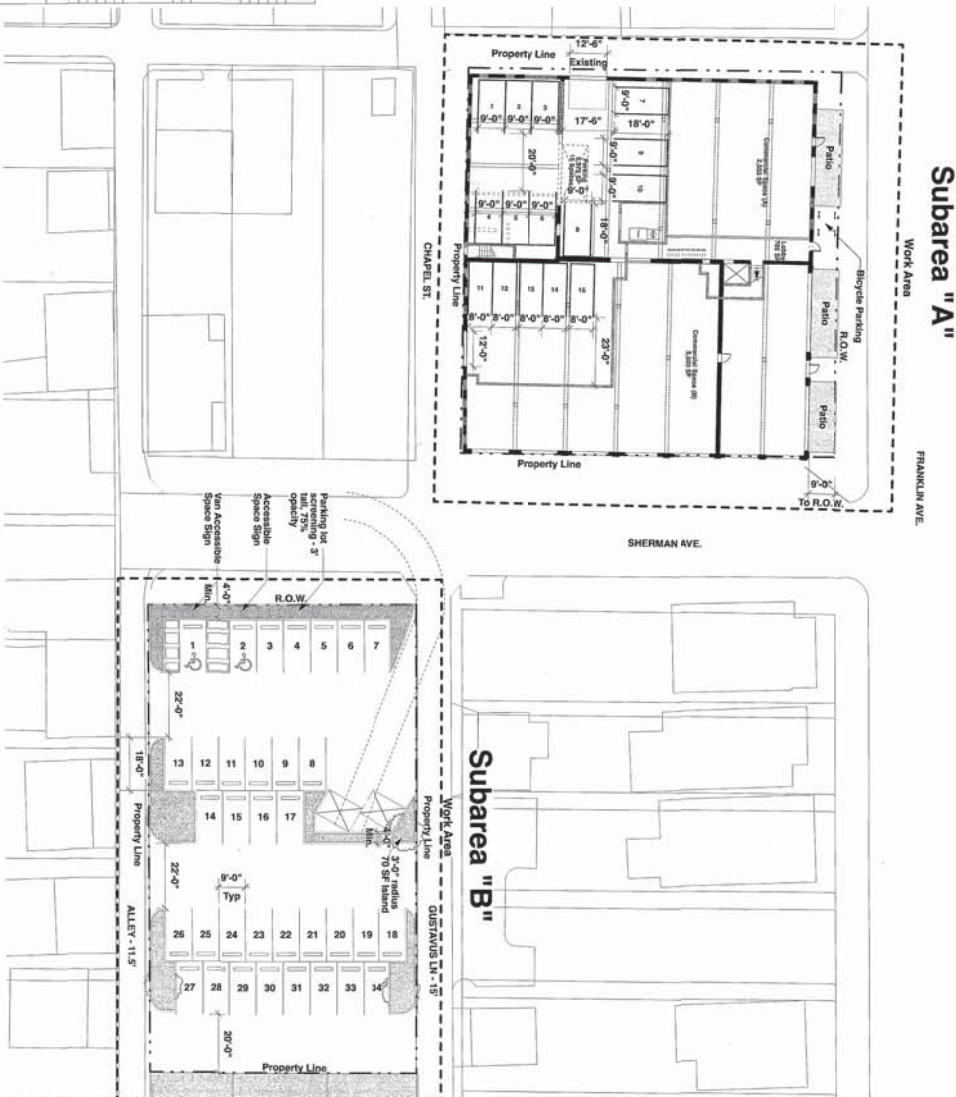 Subarea "A"
Work Area
FRANKLIN AVE.
Property Line
12'-6"
Existing
1
2
3
9'-0"
9'-0"
9'-0"
17'-6"
9'-0"
7
18'-0"
9'-0"
9
9'-0"
10
20'-0"
Parking
9'-0"
9'-0"
9'-0"
9'-0"
4
5
6
18'-0"
Commercial Space (A)
Lobby
Patio
Bicycle Parking
R.O.W.
Patio
Patio
Property Line
CHAPEL ST.
11
12
13
14
15
8'-0"
8'-0"
8'-0"
8'-0"
8'-0"
12'-0"
23'-0"
Commercial Space (B)
Property Line
9'-0"
To R.O.W.
SHERMAN AVE.
Parking lot
screening - 3'
tall, 75%
opacity
Accessible
Space Sign
Van Accessible
Space Sign
4'-0"
Min.
R.O.W.
1
2
3
4
5
6
7
22'-0"
18'-0"
13
12
11
10
9
8
14
15
16
17
Subarea "B"
Work Area
Property Line
4'-0"
Min.
3'-0" radius
70 SF Island
Property Line
22'-0"
9'-0"
Typ
ALLEY - 11.5'
GUSTAVUS LN - 15'
26
25
24
23
22
21
20
19
18
27
28
29
30
31
32
33
34
20'-0"
Property Line